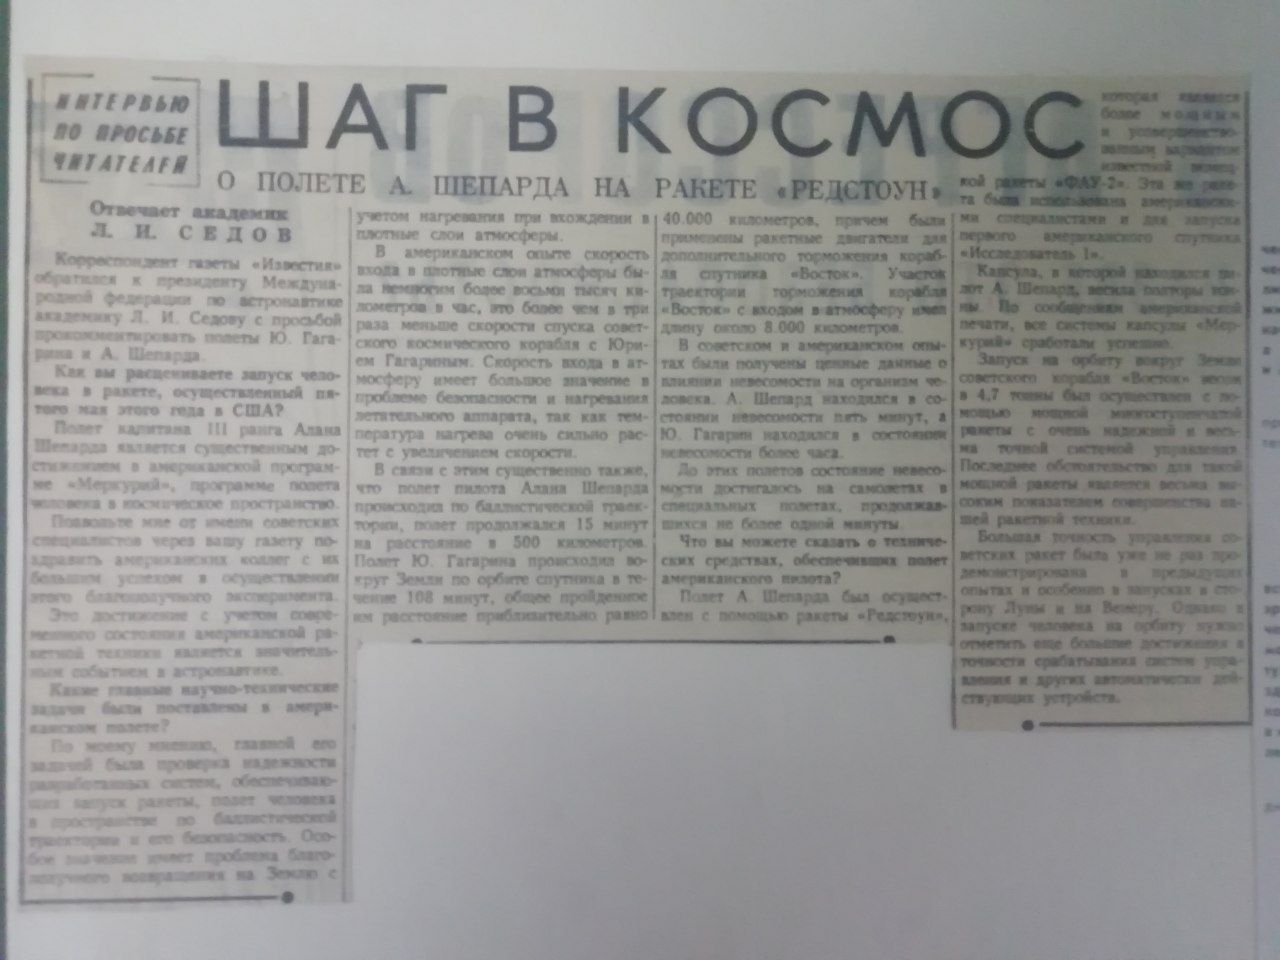 ИНТЕРВЬЮ
ПО ПРОСЬБЕ
ЧИТАТЕЛЕЙ
ШАГ В КОСМОС
О ПОЛЕТЕ А. ШЕПАРДА НА РАКЕТЕ «РЕДСТОУН»
Отвечает академик
Л. И. СЕДОВ
Корреспондент газеты «Известия»
обратился к президенту Междуна-
родной федерации по астронавтике
академику Л. И. Седову с просьбой
прокомментировать полеты Ю. Гага-
рина и А. Шепарда.
Как вы расцениваете запуск чело-
века в ракете, осуществленный пя-
того мая этого года в США?
Полет капитана III ранга Алана
Шепарда является существенным до-
стижением в американской програм-
ме «Меркурий», программе полета
человека в космическое пространство.
Позвольте мне от имени советских
специалистов через вашу газету по-
здравить американских коллег с их
большим успехом в осуществлении
этого благополучного эксперимента.
Это достижение с учетом совре-
менного состояния американской ра-
кетной техники является значитель-
ным событием в астронавтике.
Какие главные научно-технические
задачи были поставлены в амери-
канском полете?
По моему мнению, главной его
задачей была проверка надежности
разработанных систем, обеспечиваю-
щих запуск ракеты, полет человека
в пространстве по баллистической
траектории и его безопасность. Осо-
бое значение имеет проблема благо-
получного возвращения на Землю с
учетом нагревания при вхождении в
плотные слои атмосферы.
В американском опыте скорость
входа в плотные слои атмосферы бы-
ла немногим более восьми тысяч ки-
лометров в час, это более чем в три
раза меньше скорости спуска совет-
ского космического корабля с Юри-
ем Гагариным. Скорость входа в ат-
мосферу имеет большое значение в
проблеме безопасности и нагревания
летательного аппарата, так как тем-
пература нагрева очень сильно рас-
тет с увеличением скорости.
В связи с этим существенно также,
что полет пилота Алана Шепарда
происходил по баллистической траек-
тории, полет продолжался 15 минут
на расстояние в 500 километров.
Полет Ю. Гагарина происходил во-
круг Земли по орбите спутника в те-
чение 108 минут, общее пройденное
им расстояние приблизительно равно
40.000 километров, причем были
применены ракетные двигатели для
дополнительного торможения кораб-
ля спутника «Восток». Участок
траектории торможения корабля
«Восток» с входом в атмосферу имел
длину около 8.000 километров.
В советском и американском опы-
тах были получены ценные данные о
влиянии невесомости на организм че-
ловека. А. Шепард находился в со-
стоянии невесомости пять минут, а
Ю. Гагарин находился в состоянии
невесомости более часа.
До этих полетов состояние невесо-
мости достигалось на самолетах в
специальных полетах, продолжав-
шихся не более одной минуты.
Что вы можете сказать о техниче-
ских средствах, обеспечивших полет
американского пилота?
Полет А. Шепарда был осущест-
влен с помощью ракеты «Редстоун»,
которая является
более мощным
и усовершенство-
ванным вариантом
известной немец-
кой ракеты «ФАУ-2». Эта же раке-
та была использована американски-
ми специалистами и для запуска
первого американского спутника
«Исследователь 1».
Капсула, в которой находился пи-
лот А. Шепард, весила полторы тон-
ны. По сообщениям американской
печати, все системы капсулы «Мер-
курий» сработали успешно.
Запуск на орбиту вокруг Земли
советского корабля «Восток» весом
в 4,7 тонны был осуществлен с по-
мощью мощной многоступенчатой
ракеты с очень надежной и весь-
ма точной системой управления.
Последнее обстоятельство для такой
мощной ракеты является весьма вы-
соким показателем совершенства на-
шей ракетной техники.
Большая точность управления со-
ветских ракет была уже не раз про-
демонстрирована в предыдущих
опытах и особенно в запусках в сто-
рону Луны и на Венеру. Однако в
запуске человека на орбиту нужно
отметить еще большие достижения в
точности срабатывания систем упра-
вления и других автоматически дей-
ствующих устройств.